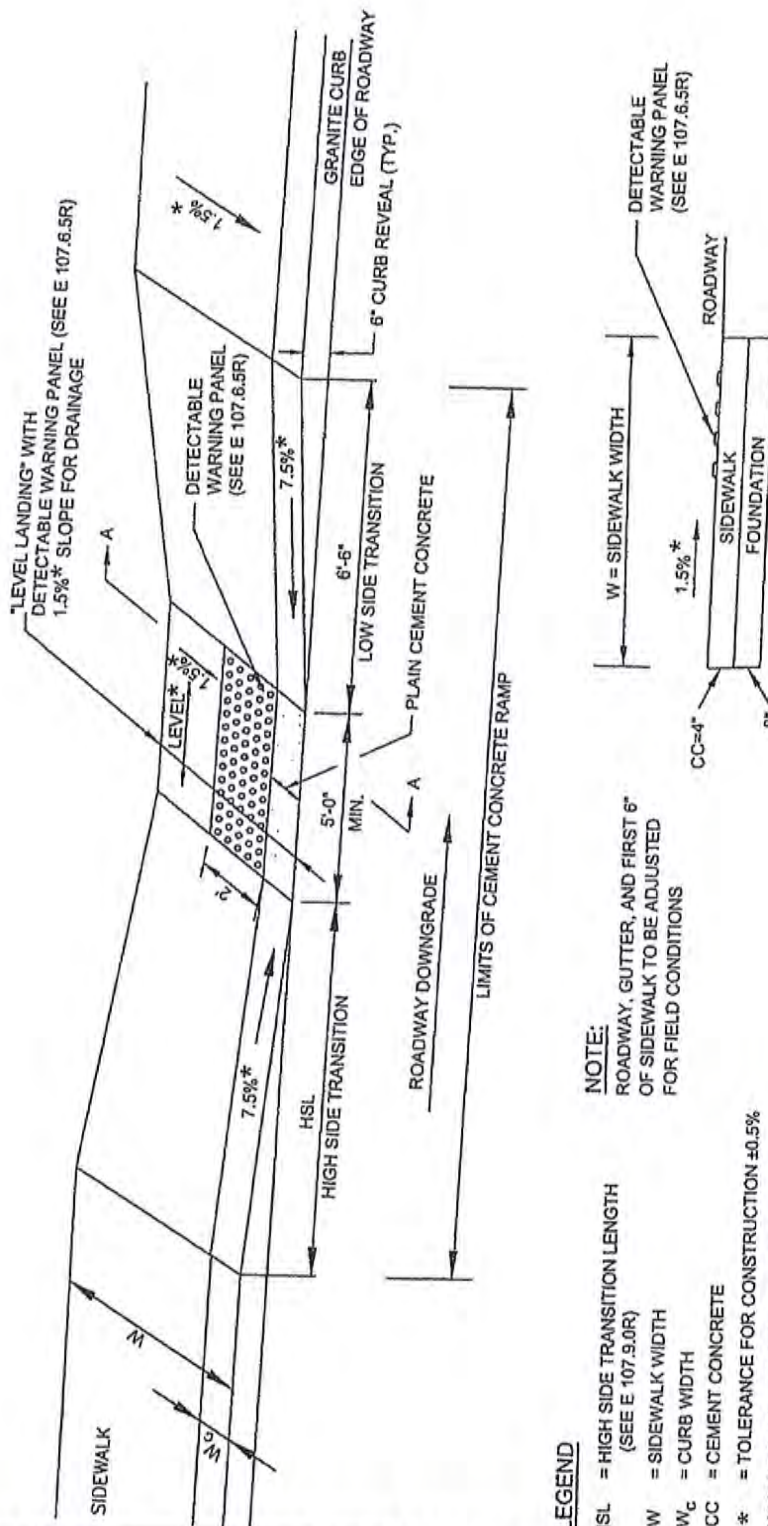 "LEVEL LANDING" WITH
DETECTABLE WARNING PANEL (SEE E 107.6.5R)
1.5%* SLOPE FOR DRAINAGE
A
DETECTABLE
WARNING PANEL
(SEE E 107.6.5R)
1.5%*
GRANITE CURB
EDGE OF ROADWAY
6" CURB REVEAL (TYP.)
LEVEL*
1.5%*
2'
7.5%*
6'-6"
LOW SIDE TRANSITION
PLAIN CEMENT CONCRETE
5'-0"
MIN.
A
SIDEWALK
W
Wc
7.5%*
HSL
HIGH SIDE TRANSITION
ROADWAY DOWNGRADE
LIMITS OF CEMENT CONCRETE RAMP
LEGEND
HSL = HIGH SIDE TRANSITION LENGTH
(SEE E 107.9.0R)
W = SIDEWALK WIDTH
Wc = CURB WIDTH
CC = CEMENT CONCRETE
* = TOLERANCE FOR CONSTRUCTION ±0.5%
NOTE:
ROADWAY, GUTTER, AND FIRST 6"
OF SIDEWALK TO BE ADJUSTED
FOR FIELD CONDITIONS
DETECTABLE
WARNING PANEL
(SEE E 107.6.5R)
W = SIDEWALK WIDTH
ROADWAY
1.5%*
SIDEWALK
FOUNDATION
CC=4"